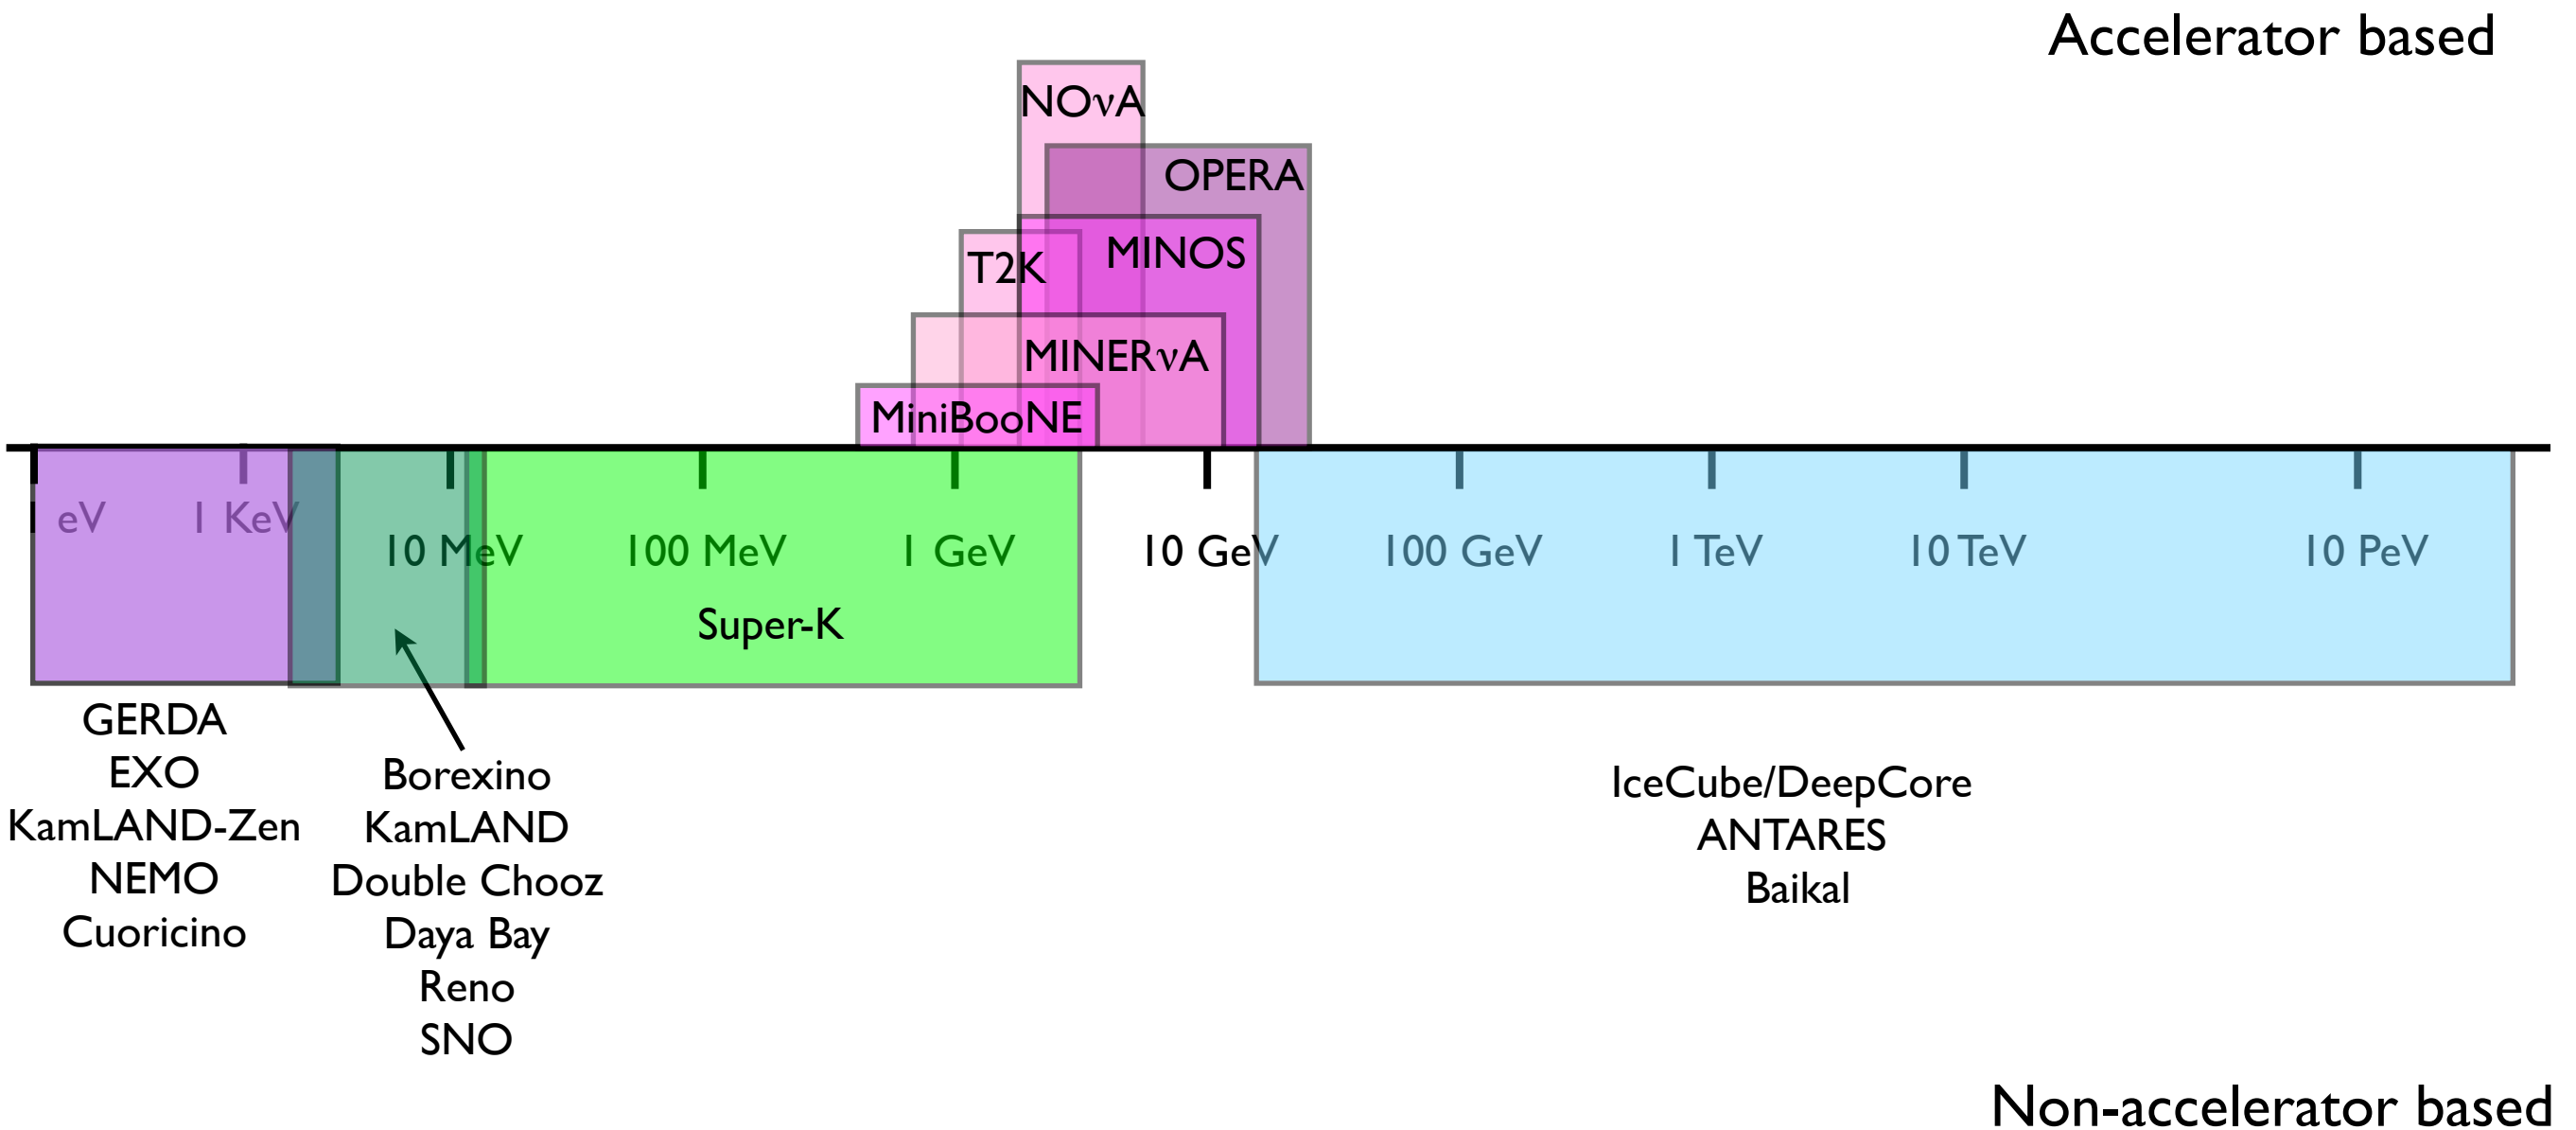 Accelerator based
NOνA
OPERA
MINOS
T2K
MINERνA
MiniBooNE
1 eV
1 KeV
10 MeV
100 MeV
1 GeV
10 GeV
100 GeV
1 TeV
10 TeV
10 PeV
Super-K
GERDA
EXO
KamLAND-Zen
NEMO
Cuoricino
Borexino
KamLAND
Double Chooz
Daya Bay
Reno
SNO
IceCube/DeepCore
ANTARES
Baikal
Non-accelerator based